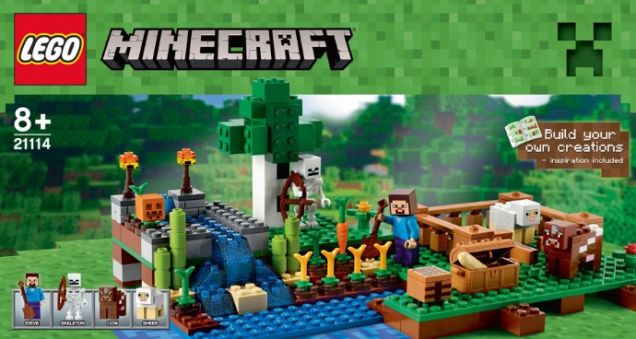 LEGO
MINECRAFT
8+
21114
Build your
own creations
- inspiration included
STEVE
SKELETON
COW
SHEEP